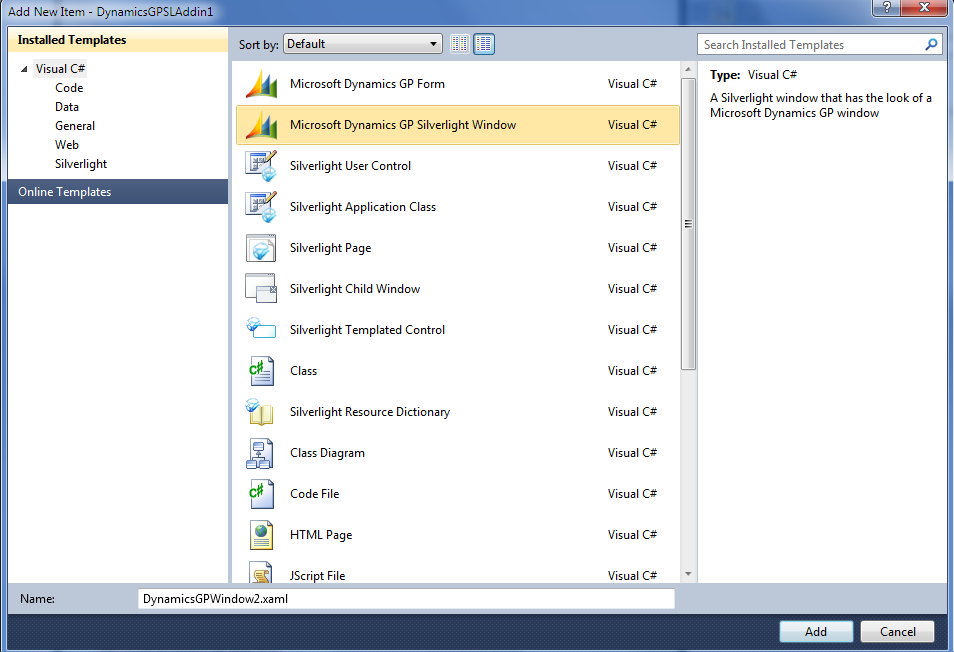 Add New Item - DynamicsGPSLAddin1
?
Installed Templates
Visual C#
Code
Data
General
Web
Silverlight
Online Templates
Sort by: Default
Search Installed Templates
Microsoft Dynamics GP Form Visual C#
Microsoft Dynamics GP Silverlight Window Visual C#
Silverlight User Control Visual C#
Silverlight Application Class Visual C#
Silverlight Page Visual C#
Silverlight Child Window Visual C#
Silverlight Templated Control Visual C#
C# Class Visual C#
Silverlight Resource Dictionary Visual C#
Class Diagram Visual C#
C# Code File Visual C#
HTML Page Visual C#
JScript File Visual C#
Type: Visual C#
A Silverlight window that has the look of a
Microsoft Dynamics GP window
Name: DynamicsGPWindow2.xaml
Add Cancel